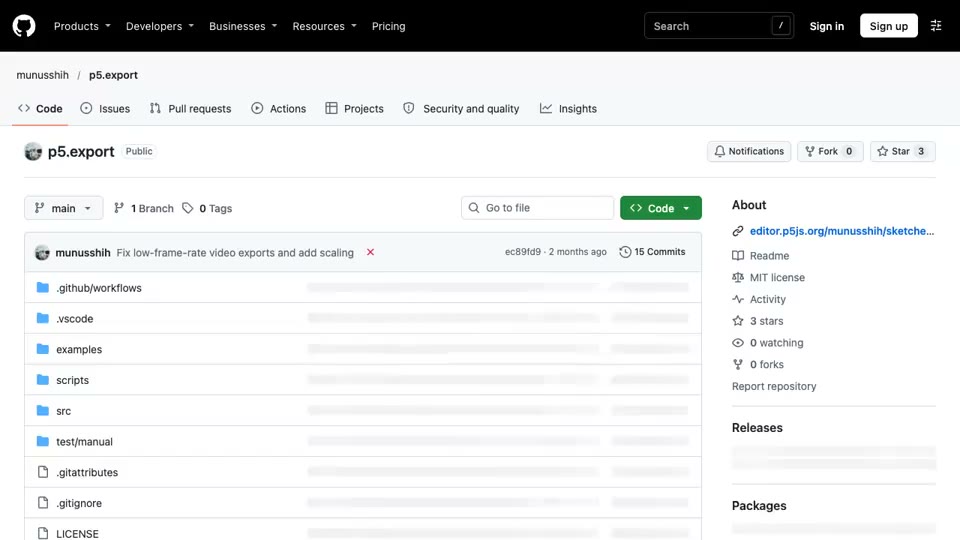 Products Developers Businesses Resources Pricing Search / Sign in Sign up
munusshih / p5.export
Code Issues Pull requests Actions Projects Security and quality Insights
p5.export Public Notifications Fork 0 Star 3
main 1 Branch 0 Tags Go to file Code
munusshih Fix low-frame-rate video exports and add scaling ec89fd9 · 2 months ago 15 Commits
.github/workflows
.vscode
examples
scripts
src
test/manual
.gitattributes
.gitignore
LICENSE
About
editor.p5js.org/munusshih/sketche...
Readme
MIT license
Activity
3 stars
0 watching
0 forks
Report repository
Releases
Packages